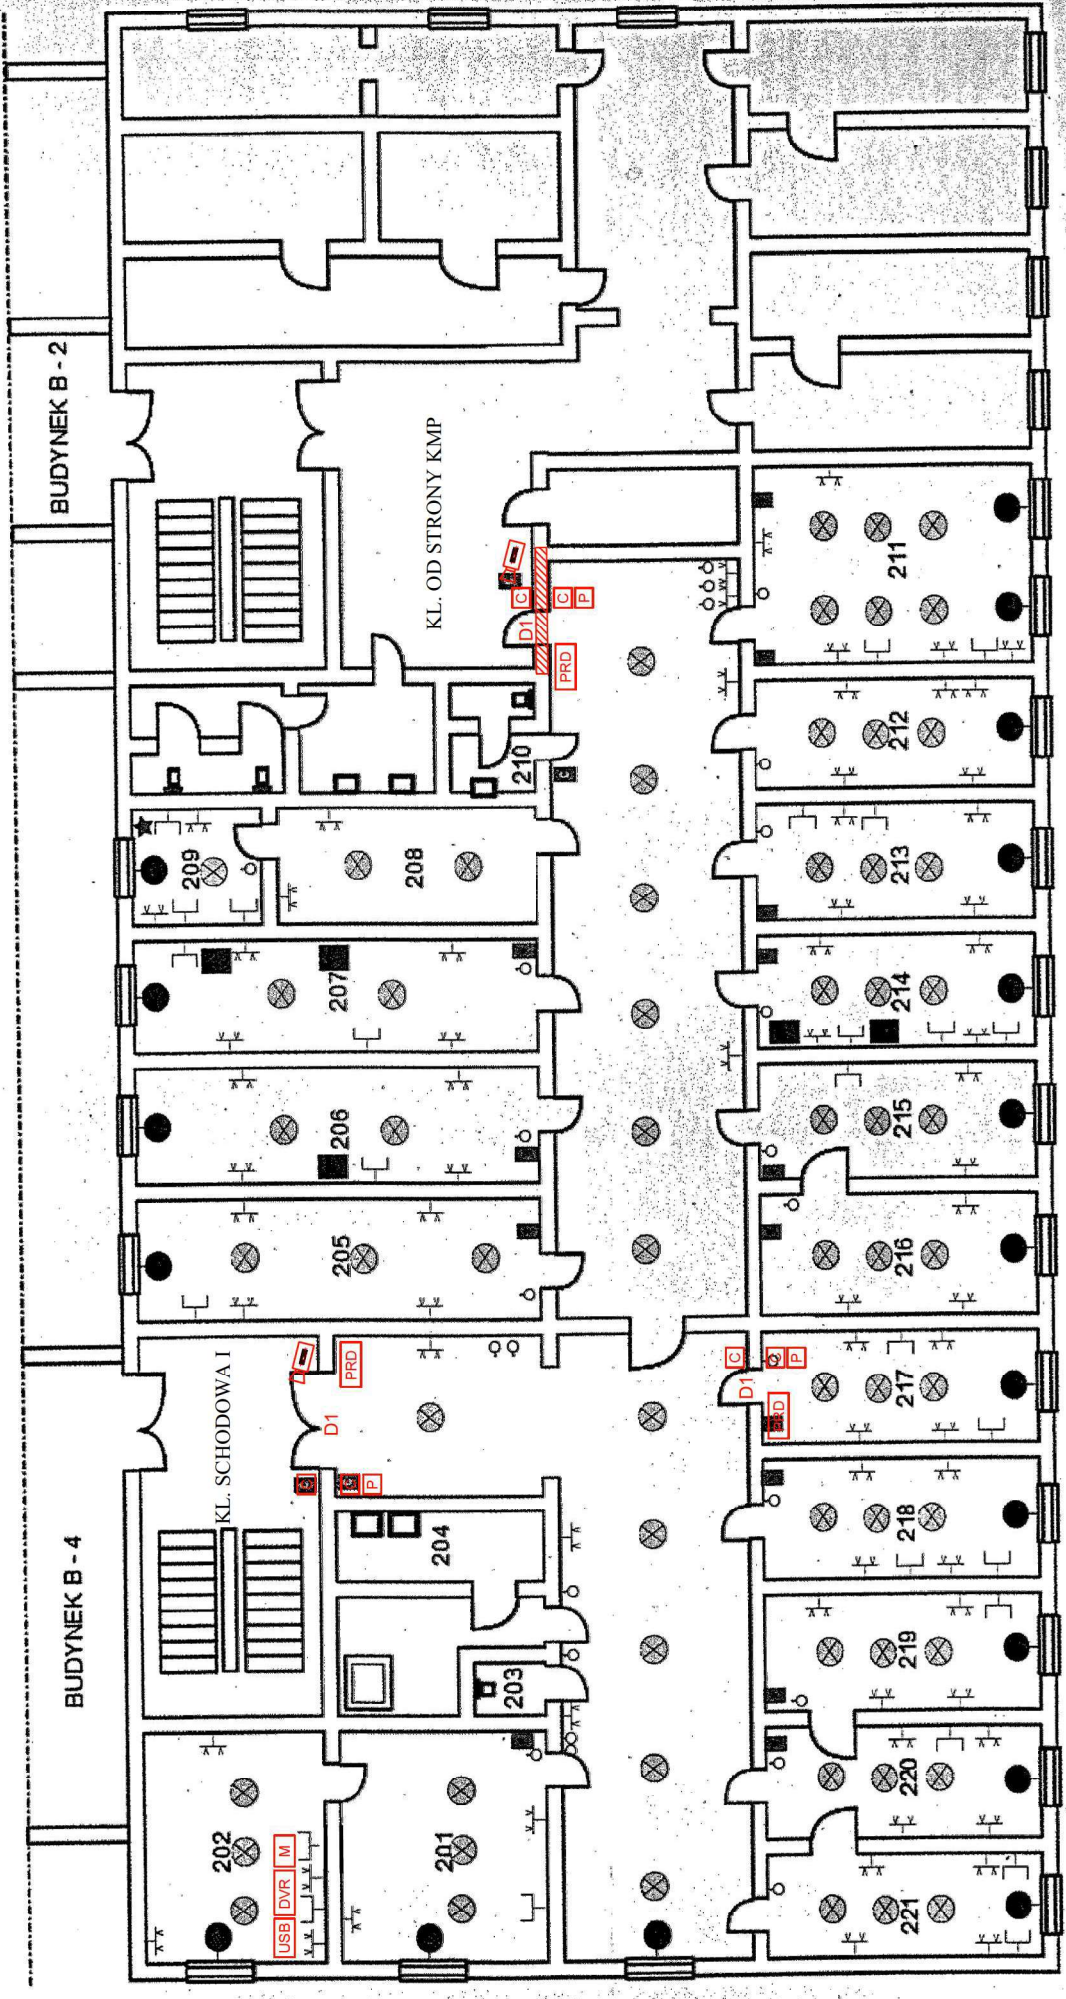 BUDYNEK B - 4
BUDYNEK B - 2
KL. SCHODOWA I
KL. OD STRONY KMP
202
USB
DVR
M
201
203
204
D1
PRD
C
C
P
205
206
207
208
209
210
D1
PRD
C
C
P
211
212
213
214
215
216
217
D1
C
C
P
PRD
218
219
220
221